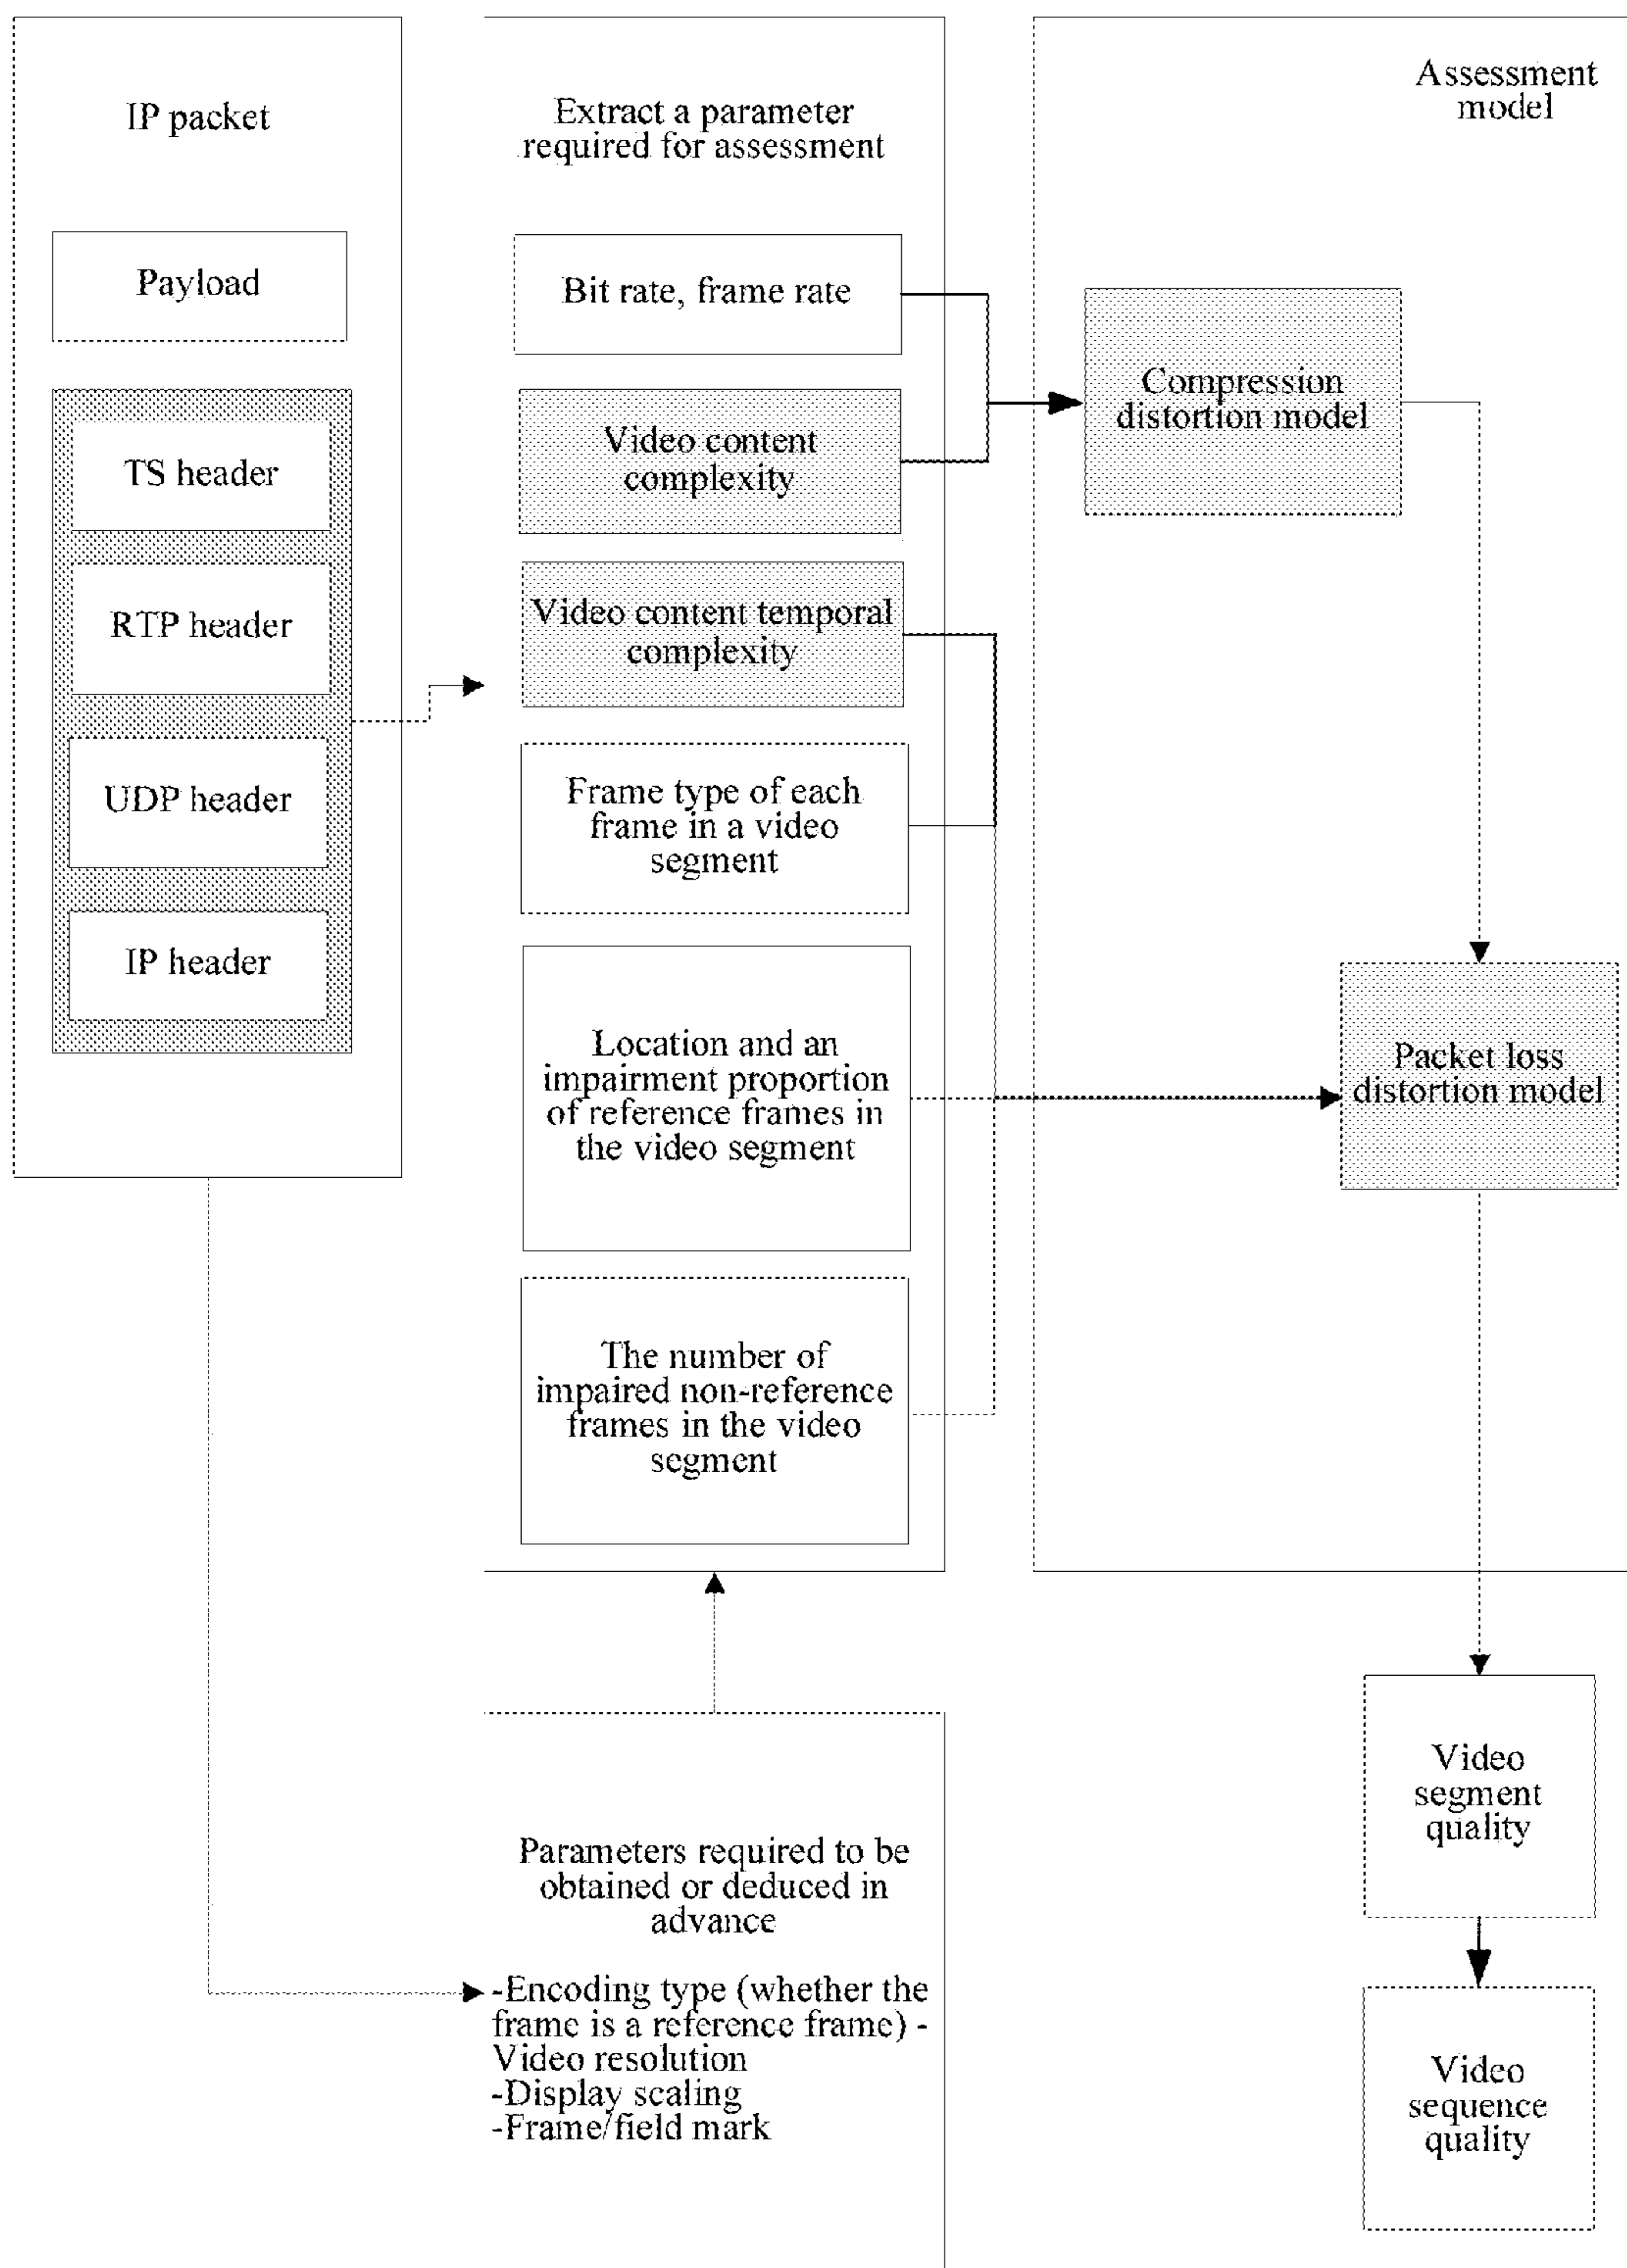 IP packet
Payload
TS header
RTP header
UDP header
IP header
Extract a parameter
required for assessment
Bit rate, frame rate
Video content
complexity
Video content temporal
complexity
Frame type of each
frame in a video
segment
Location and an
impairment proportion
of reference frames in
the video segment
The number of
impaired non-reference
frames in the video
segment
Parameters required to be
obtained or deduced in
advance
-Encoding type (whether the
frame is a reference frame) -
Video resolution
-Display scaling
-Frame/field mark
Assessment
model
Compression
distortion model
Packet loss
distortion model
Video
segment
quality
Video
sequence
quality